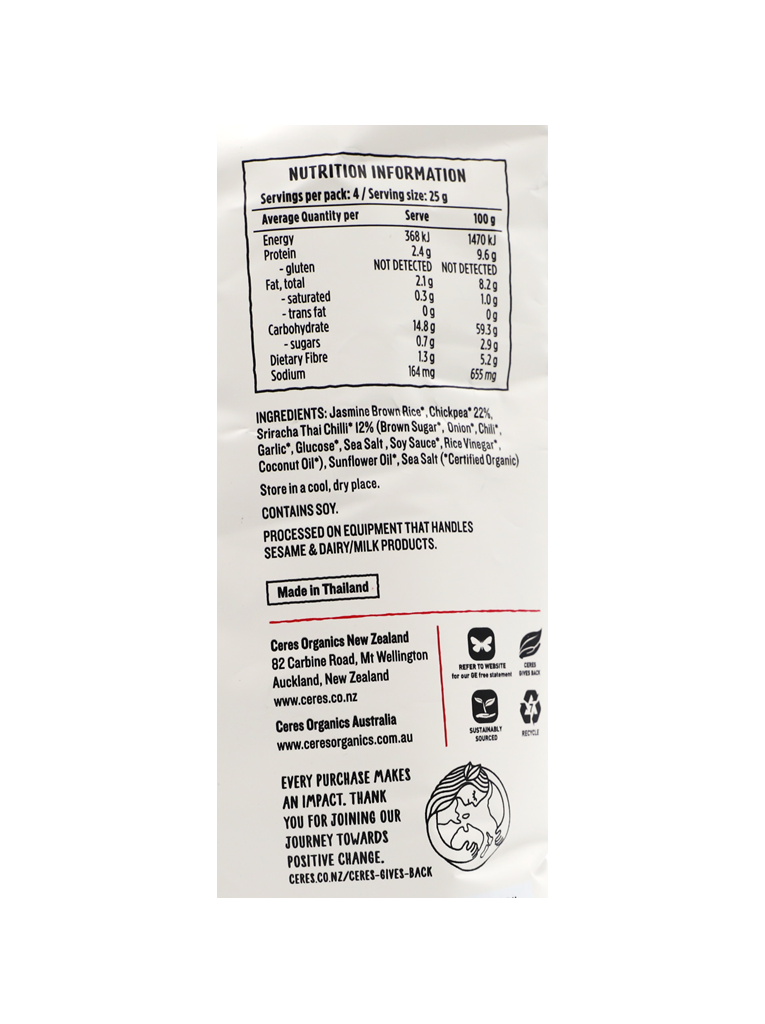 NUTRITION INFORMATION
Servings per pack: 4 / Serving size: 25 g
Average Quantity per Serve 100 g
Energy 368 kJ 1470 kJ
Protein 2.4 g 9.6 g
- gluten NOT DETECTED NOT DETECTED
Fat, total 2.1 g 8.2 g
- saturated 0.3 g 1.0 g
- trans fat 0 g 0 g
Carbohydrate 14.8 g 59.3 g
- sugars 0.7 g 2.9 g
Dietary Fibre 1.3 g 5.2 g
Sodium 164 mg 655 mg
INGREDIENTS: Jasmine Brown Rice*, Chickpea* 22%,
Sriracha Thai Chilli* 12% (Brown Sugar*, Onion*, Chili*,
Garlic*, Glucose*, Sea Salt, Soy Sauce*, Rice Vinegar*,
Coconut Oil*), Sunflower Oil*, Sea Salt (*Certified Organic)
Store in a cool, dry place.
CONTAINS SOY.
PROCESSED ON EQUIPMENT THAT HANDLES
SESAME & DAIRY/MILK PRODUCTS.
Made in Thailand
Ceres Organics New Zealand
82 Carbine Road, Mt Wellington
Auckland, New Zealand
www.ceres.co.nz
Ceres Organics Australia
www.ceresorganics.com.au
REFER TO WEBSITE
for our GE free statement
CERES
GIVES BACK
SUSTAINABLY
SOURCED
7
RECYCLE
EVERY PURCHASE MAKES
AN IMPACT. THANK
YOU FOR JOINING OUR
JOURNEY TOWARDS
POSITIVE CHANGE.
CERES.CO.NZ/CERES-GIVES-BACK